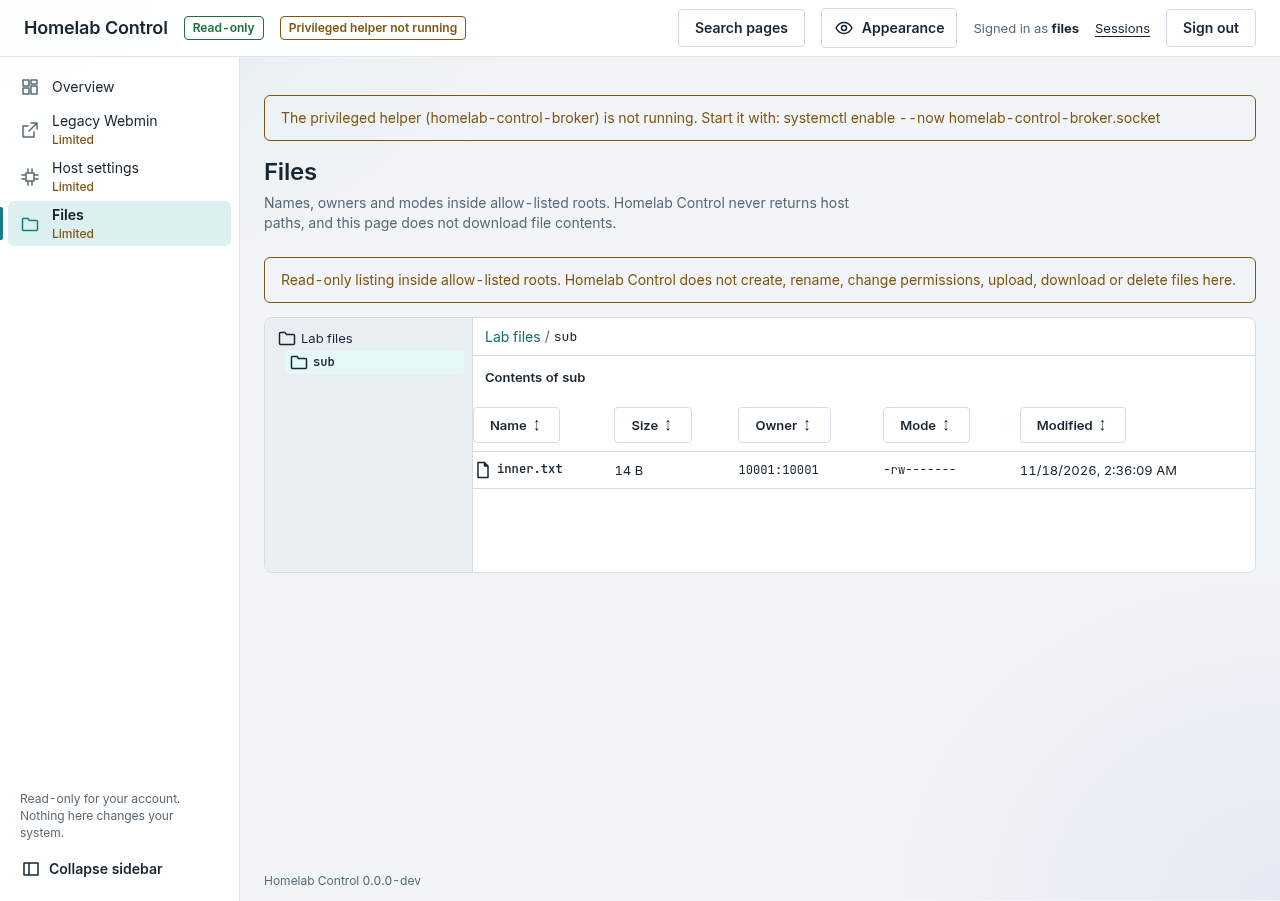 Homelab Control
Read-only
Privileged helper not running
Search pages
Appearance
Signed in as files
Sessions
Sign out
Overview
Legacy Webmin
Limited
Host settings
Limited
Files
Limited
The privileged helper (homelab-control-broker) is not running. Start it with: systemctl enable --now homelab-control-broker.socket
Files
Names, owners and modes inside allow-listed roots. Homelab Control never returns host
paths, and this page does not download file contents.
Read-only listing inside allow-listed roots. Homelab Control does not create, rename, change permissions, upload, download or delete files here.
Lab files
sub
Lab files / sub
Contents of sub
Name ↕ Size ↕ Owner ↕ Mode ↕ Modified ↕
inner.txt 14 B 10001:10001 -rw------- 11/18/2026, 2:36:09 AM
Read-only for your account.
Nothing here changes your
system.
Collapse sidebar
Homelab Control 0.0.0-dev